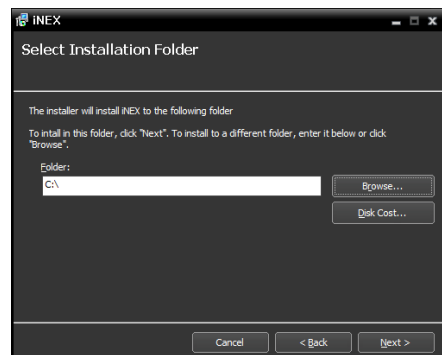 iNEX
Select Installation Folder
The installer will install iNEX to the following folder
To intall in this folder, click "Next". To install to a different folder, enter it below or click
"Browse".
Folder:
C:\
Browse...
Disk Cost...
Cancel
< Back
Next >